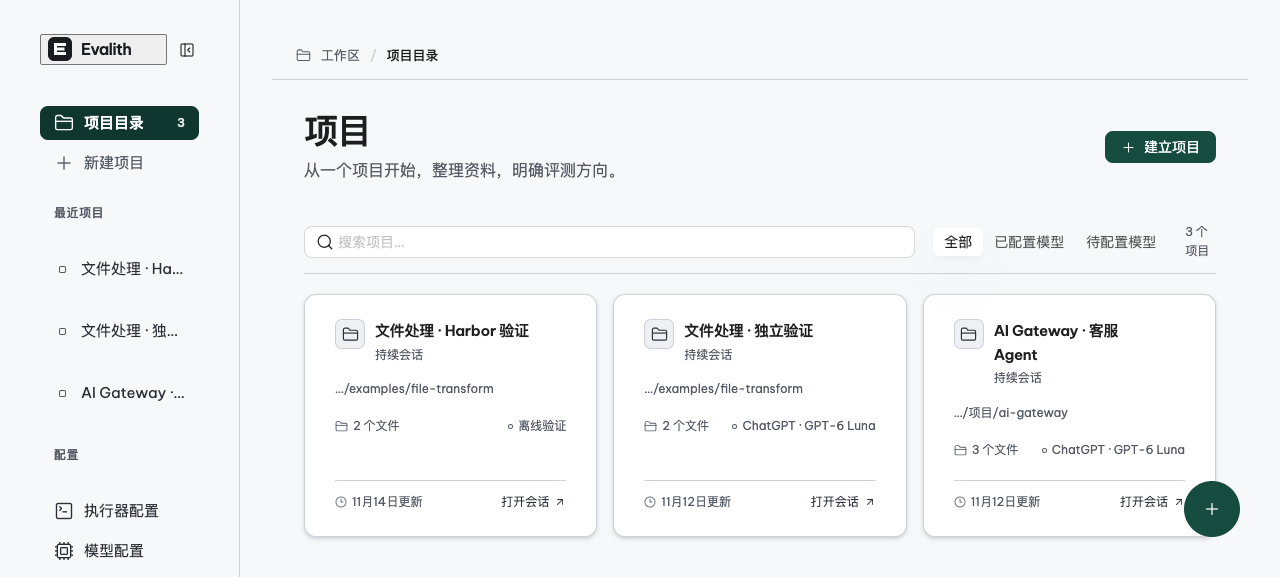 Evalith
项目目录 3
新建项目
最近项目
文件处理 · Ha...
文件处理 · 独...
AI Gateway ·...
配置
执行器配置
模型配置
工作区 / 项目目录
项目
从一个项目开始，整理资料，明确评测方向。
建立项目
搜索项目...
全部 已配置模型 待配置模型
3 个
项目
文件处理 · Harbor 验证
持续会话
.../examples/file-transform
2 个文件 离线验证
11月14日更新 打开会话
文件处理 · 独立验证
持续会话
.../examples/file-transform
2 个文件 ChatGPT · GPT-6 Luna
11月12日更新 打开会话
AI Gateway · 客服
Agent
持续会话
.../项目/ai-gateway
3 个文件 ChatGPT · GPT-6 Luna
11月12日更新 打开会话